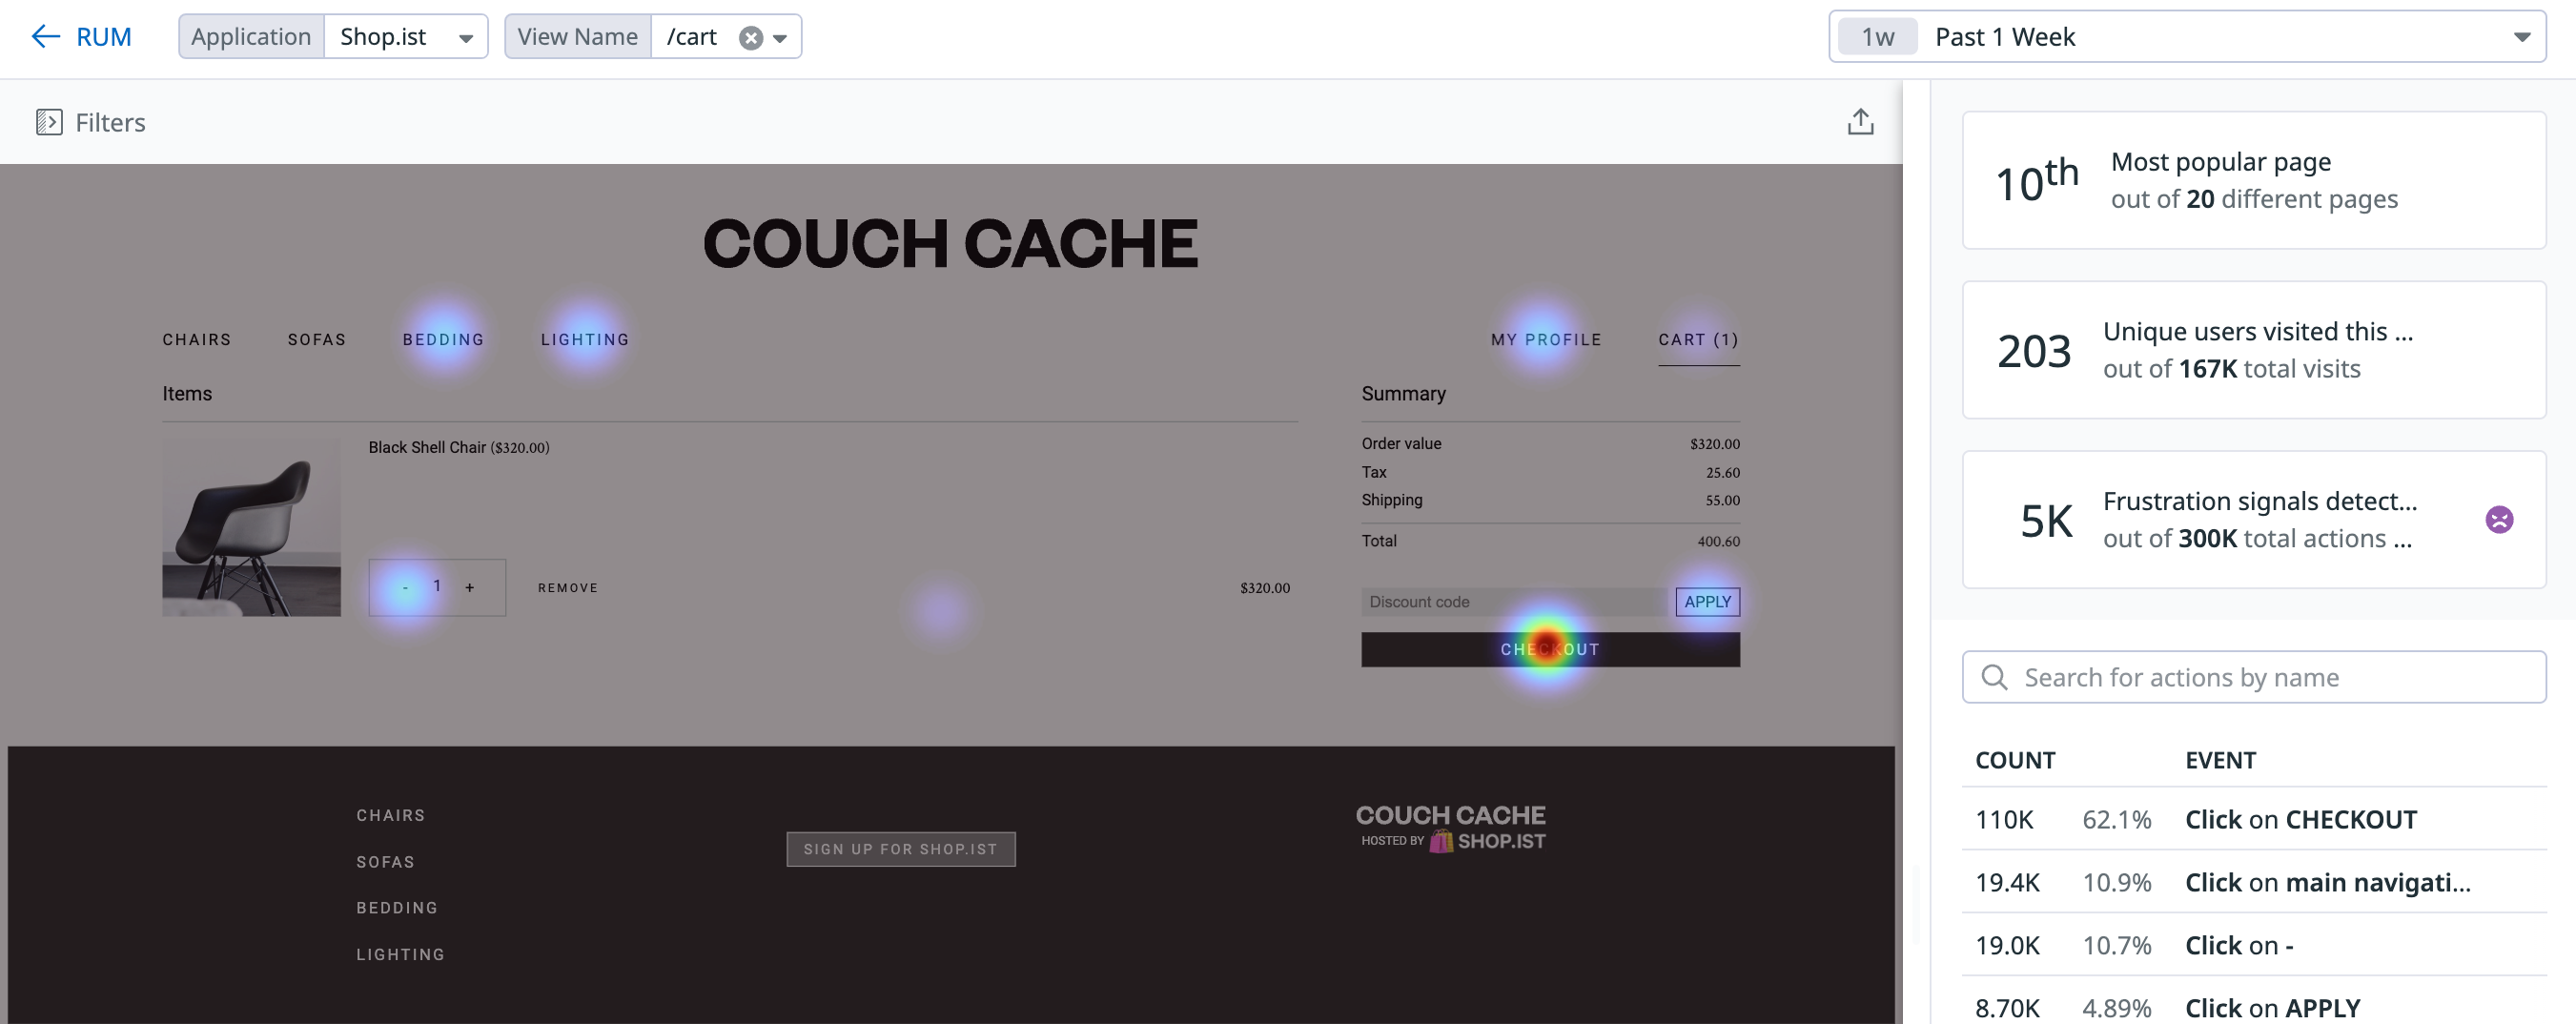 RUM
Application Shop.ist
View Name /cart
1w Past 1 Week
Filters
COUCH CACHE
CHAIRS SOFAS BEDDING LIGHTING MY PROFILE CART (1)
Items
Black Shell Chair ($320.00)
- 1 + REMOVE $320.00
Summary
Order value $320.00
Tax 25.60
Shipping 55.00
Total 400.60
Discount code APPLY
CHECKOUT
CHAIRS
SOFAS
BEDDING
LIGHTING
SIGN UP FOR SHOP.IST
COUCH CACHE
HOSTED BY SHOP.IST
10th Most popular page
out of 20 different pages
203 Unique users visited this ...
out of 167K total visits
5K Frustration signals detect...
out of 300K total actions ...
Search for actions by name
COUNT EVENT
110K 62.1% Click on CHECKOUT
19.4K 10.9% Click on main navigati...
19.0K 10.7% Click on -
8.70K 4.89% Click on APPLY